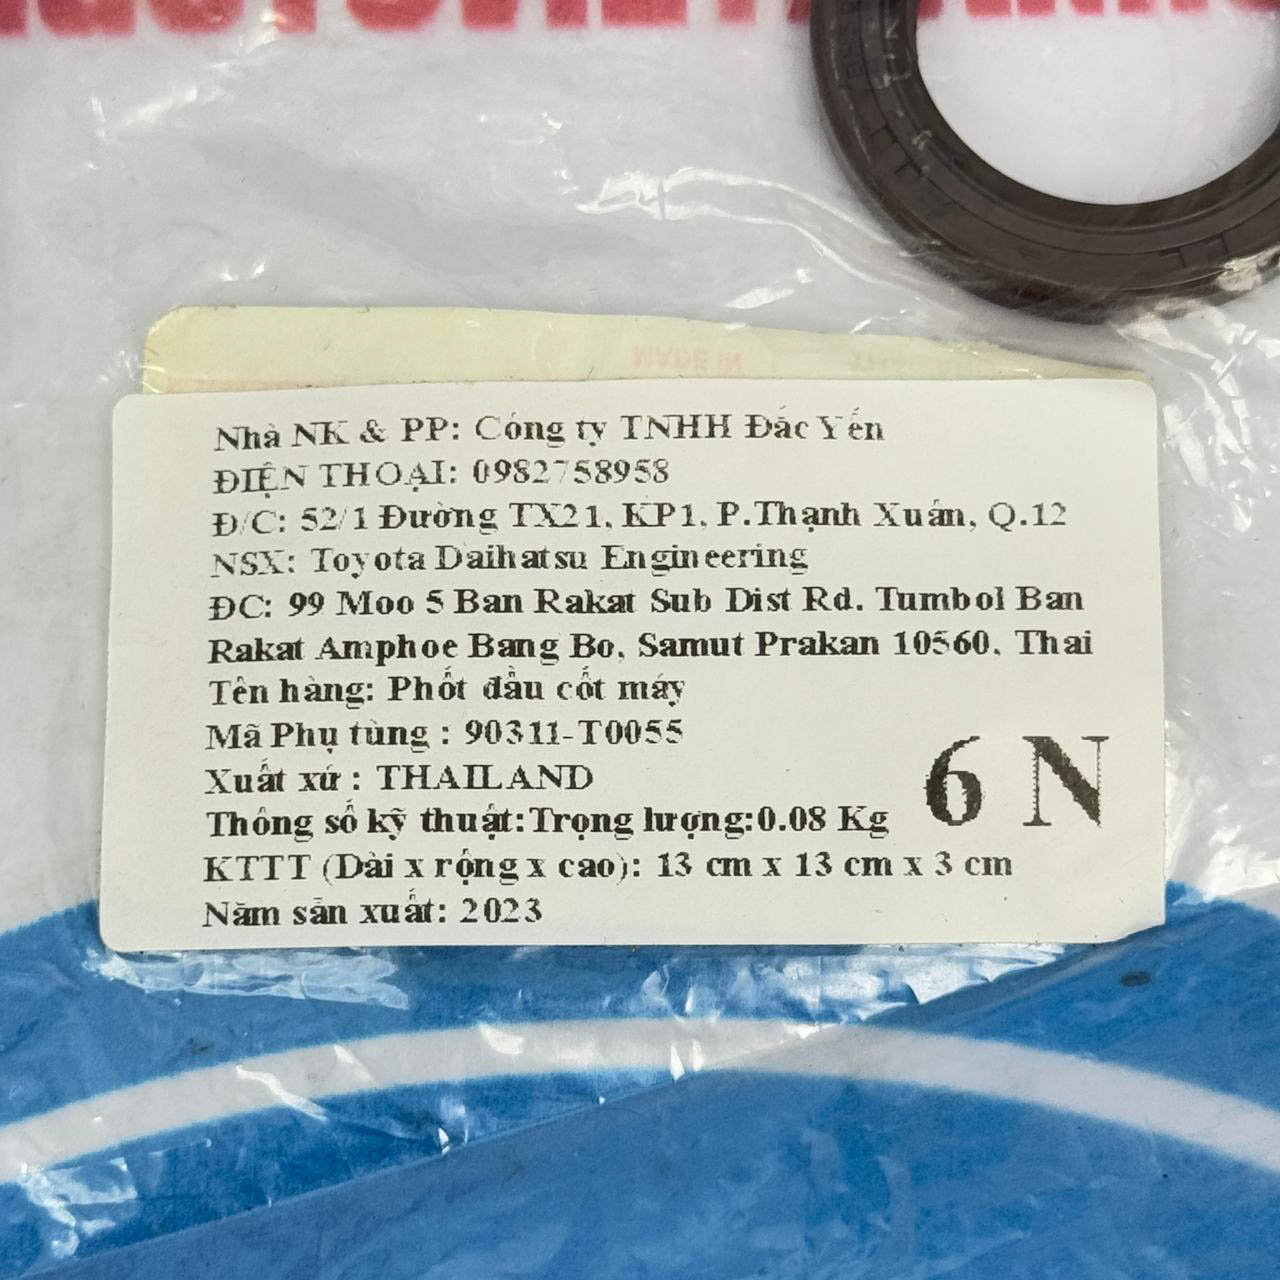 Nhà NK & PP: Công ty TNHH Đắc Yến
ĐIỆN THOẠI: 0982758958
Đ/C: 52/1 Đường TX21, KP1, P.Thạnh Xuân, Q.12
NSX: Toyota Daihatsu Engineering
ĐC: 99 Moo 5 Ban Rakat Sub Dist Rd. Tumbol Ban
Rakat Amphoe Bang Bo, Samut Prakan 10560, Thai
Tên hàng: Phốt đầu cốt máy
Mã Phụ tùng : 90311-T0055
Xuất xứ : THAILAND
Thông số kỹ thuật:Trọng lượng:0.08 Kg
KTTT (Dài x rộng x cao): 13 cm x 13 cm x 3 cm
Năm sản xuất: 2023
6 N
MADE IN